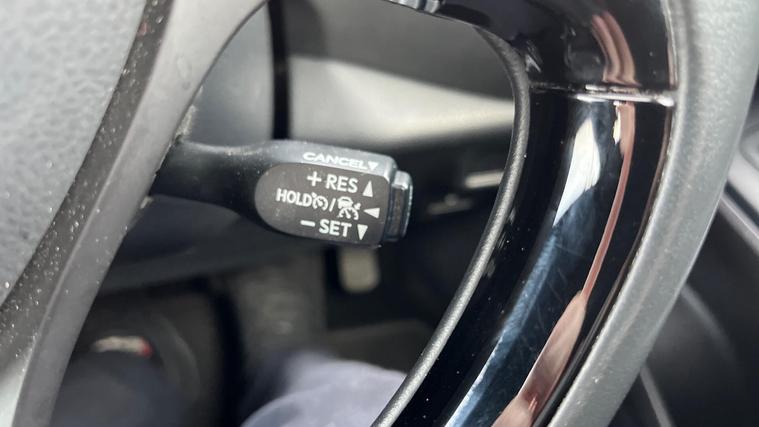 CANCEL▼
+ RES ▲
HOLD / ◀
− SET ▼